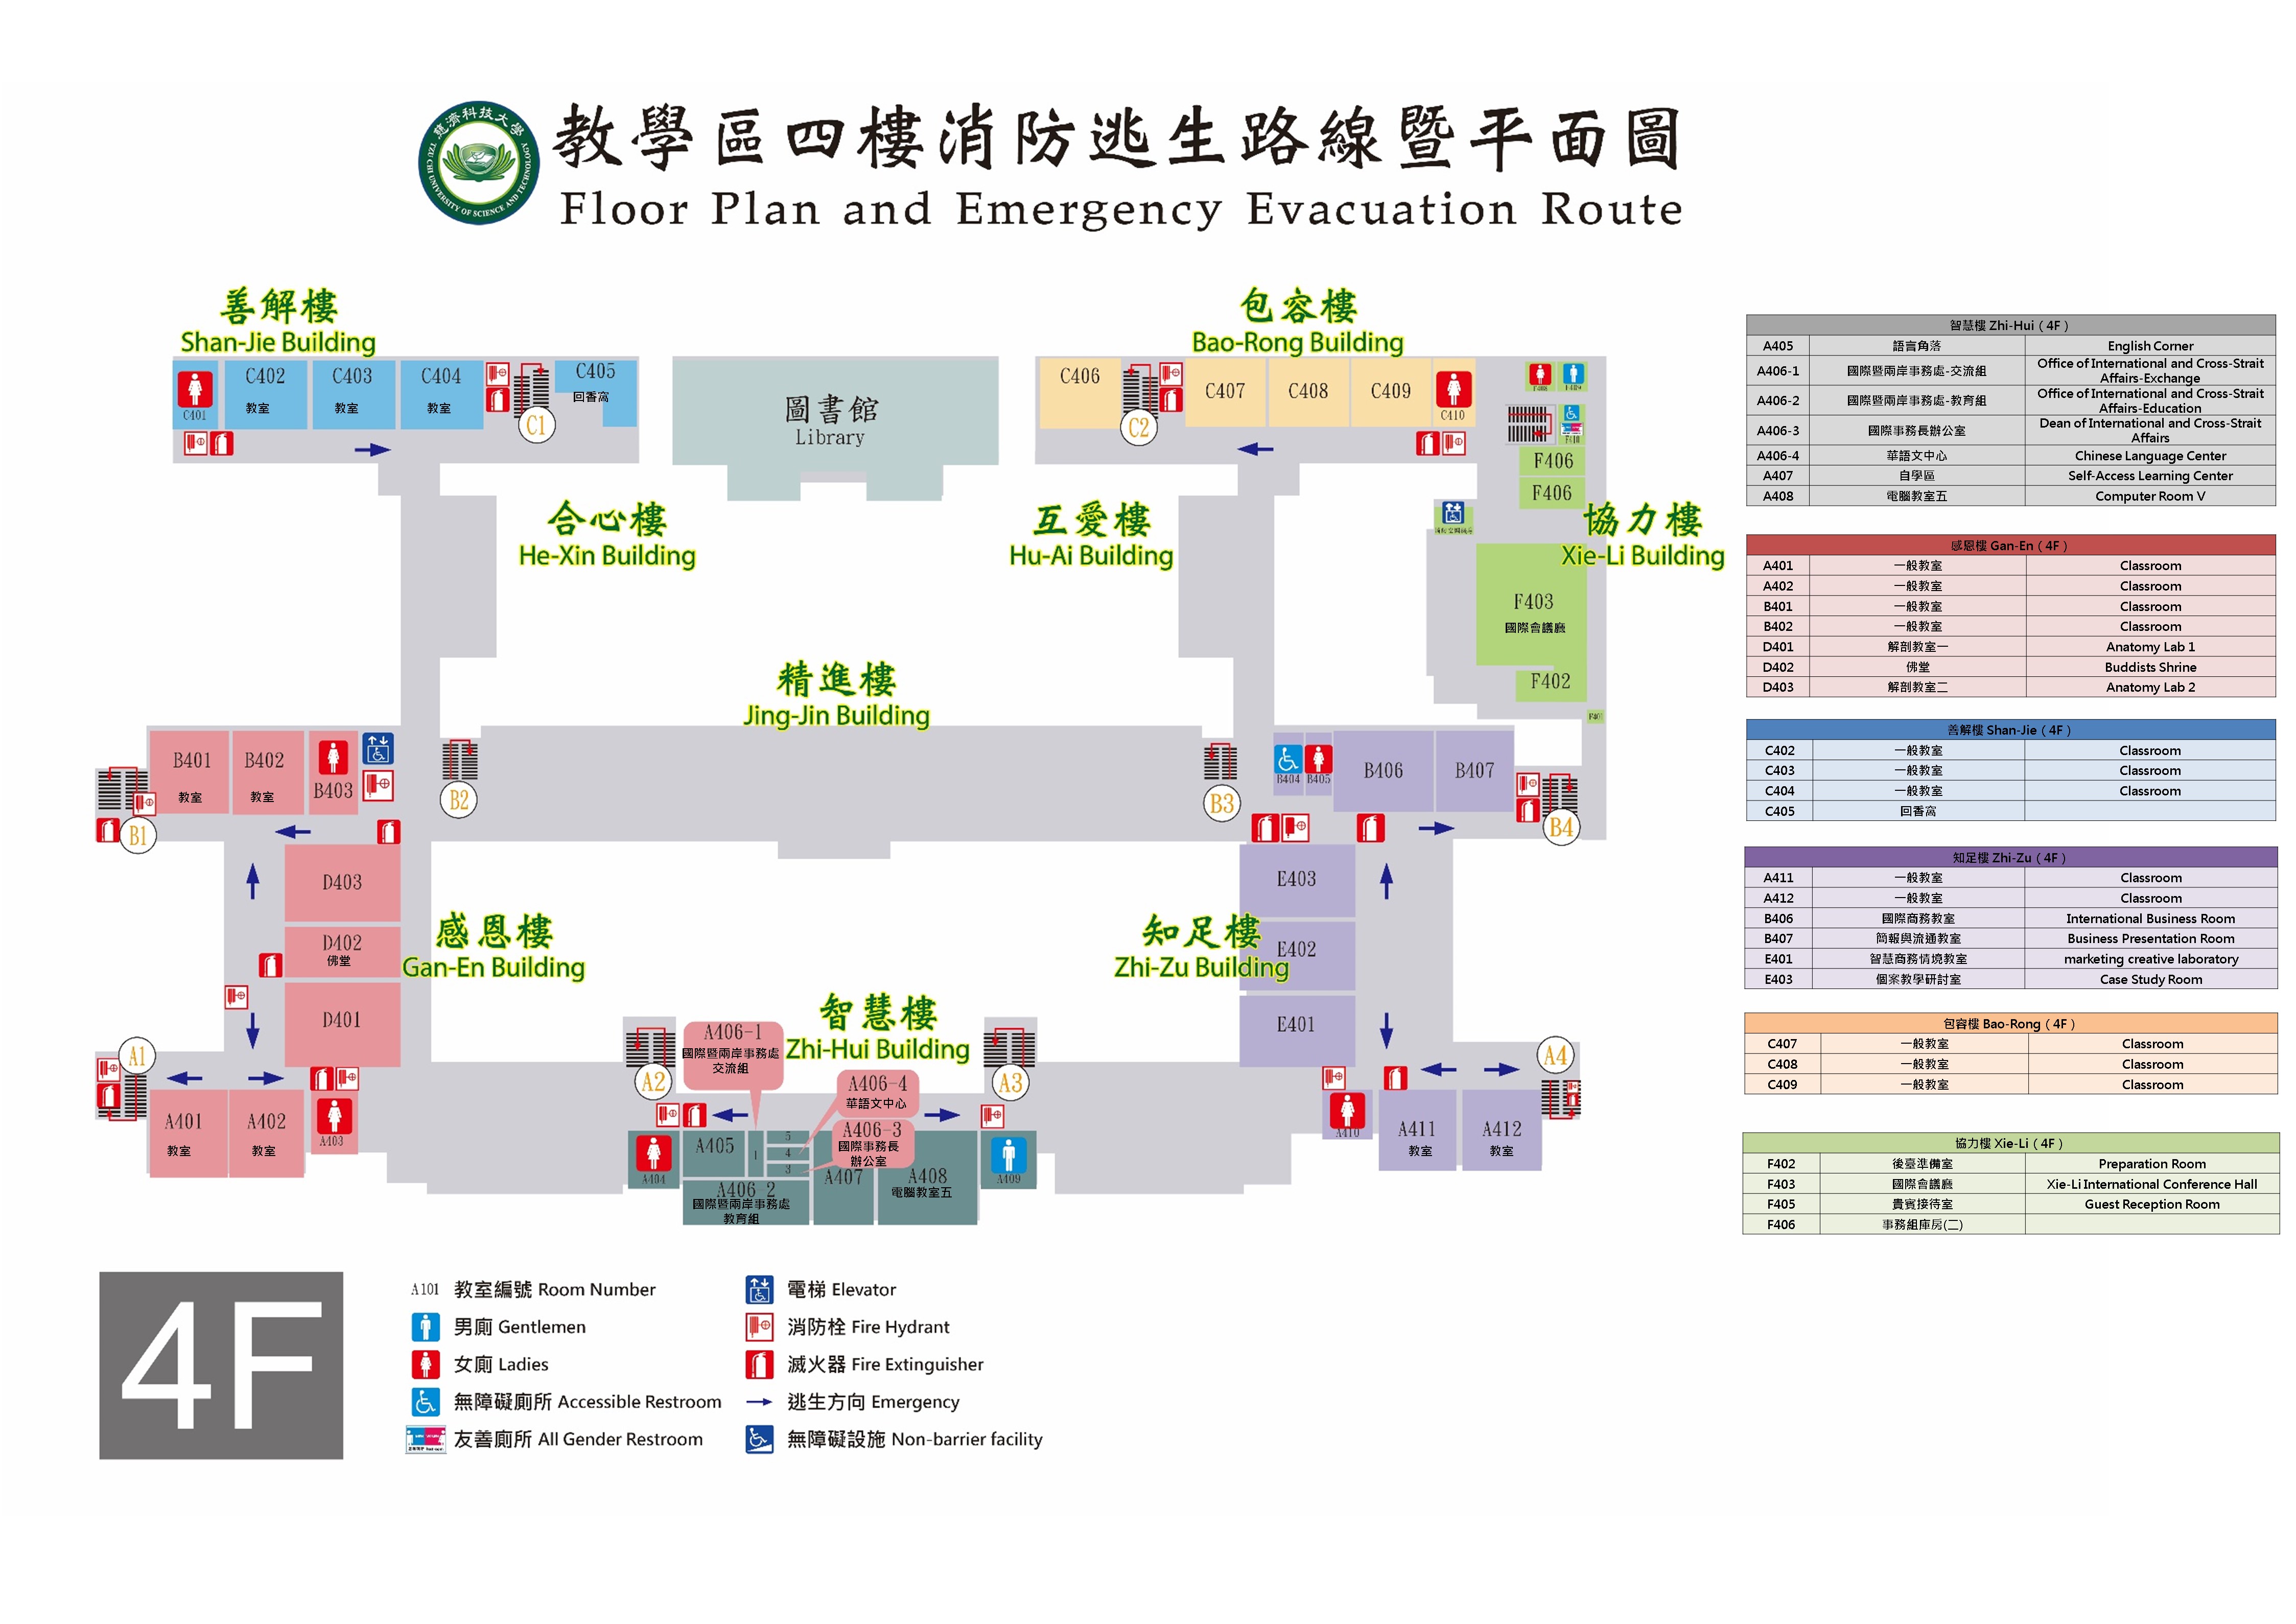 慈濟科技大學
TZU CHI UNIVERSITY OF SCIENCE AND TECHNOLOGY
教學區四樓消防逃生路線暨平面圖
Floor Plan and Emergency Evacuation Route
善解樓
Shan-Jie Building
C401
C402
教室
C403
教室
C404
教室
C1
C405
回香窩
圖書館
Library
包容樓
Bao-Rong Building
C406
C2
C407
C408
C409
C410
F410
F406
F406
合心樓
He-Xin Building
互愛樓
Hu-Ai Building
協力樓
Xie-Li Building
F403
國際會議廳
F402
精進樓
Jing-Jin Building
B401
教室
B402
教室
B403
B1
B2
B3
B404
B405
B406
B407
B4
D403
D402
佛堂
D401
感恩樓
Gan-En Building
知足樓
Zhi-Zu Building
E403
E402
E401
A1
A401
教室
A402
教室
A403
智慧樓
Zhi-Hui Building
A2
A3
A406-1
國際暨兩岸事務處
交流組
A406-4
華語文中心
A406-3
國際事務長
辦公室
A404
A405
1
5
4
3
A406 2
國際暨兩岸事務處
教育組
A407
A408
電腦教室五
A409
A4
A410
A411
教室
A412
教室
智慧樓 Zhi-Hui ( 4F )
A405 語言角落 English Corner
A406-1 國際暨兩岸事務處-交流組 Office of International and Cross-Strait
Affairs-Exchange
A406-2 國際暨兩岸事務處-教育組 Office of International and Cross-Strait
Affairs-Education
A406-3 國際事務長辦公室 Dean of International and Cross-Strait
Affairs
A406-4 華語文中心 Chinese Language Center
A407 自學區 Self-Access Learning Center
A408 電腦教室五 Computer Room V
感恩樓 Gan-En ( 4F )
A401 一般教室 Classroom
A402 一般教室 Classroom
B401 一般教室 Classroom
B402 一般教室 Classroom
D401 解剖教室一 Anatomy Lab 1
D402 佛堂 Buddists Shrine
D403 解剖教室二 Anatomy Lab 2
善解樓 Shan-Jie ( 4F )
C402 一般教室 Classroom
C403 一般教室 Classroom
C404 一般教室 Classroom
C405 回香窩
知足樓 Zhi-Zu ( 4F )
A411 一般教室 Classroom
A412 一般教室 Classroom
B406 國際商務教室 International Business Room
B407 簡報與流通教室 Business Presentation Room
E401 智慧商務情境教室 marketing creative laboratory
E403 個案教學研討室 Case Study Room
包容樓 Bao-Rong ( 4F )
C407 一般教室 Classroom
C408 一般教室 Classroom
C409 一般教室 Classroom
協力樓 Xie-Li ( 4F )
F402 後臺準備室 Preparation Room
F403 國際會議廳 Xie-Li International Conference Hall
F405 貴賓接待室 Guest Reception Room
F406 事務組庫房(二)
4F
A101 教室編號 Room Number
男廁 Gentlemen
女廁 Ladies
無障礙廁所 Accessible Restroom
友善廁所 All Gender Restroom
電梯 Elevator
消防栓 Fire Hydrant
滅火器 Fire Extinguisher
逃生方向 Emergency
無障礙設施 Non-barrier facility